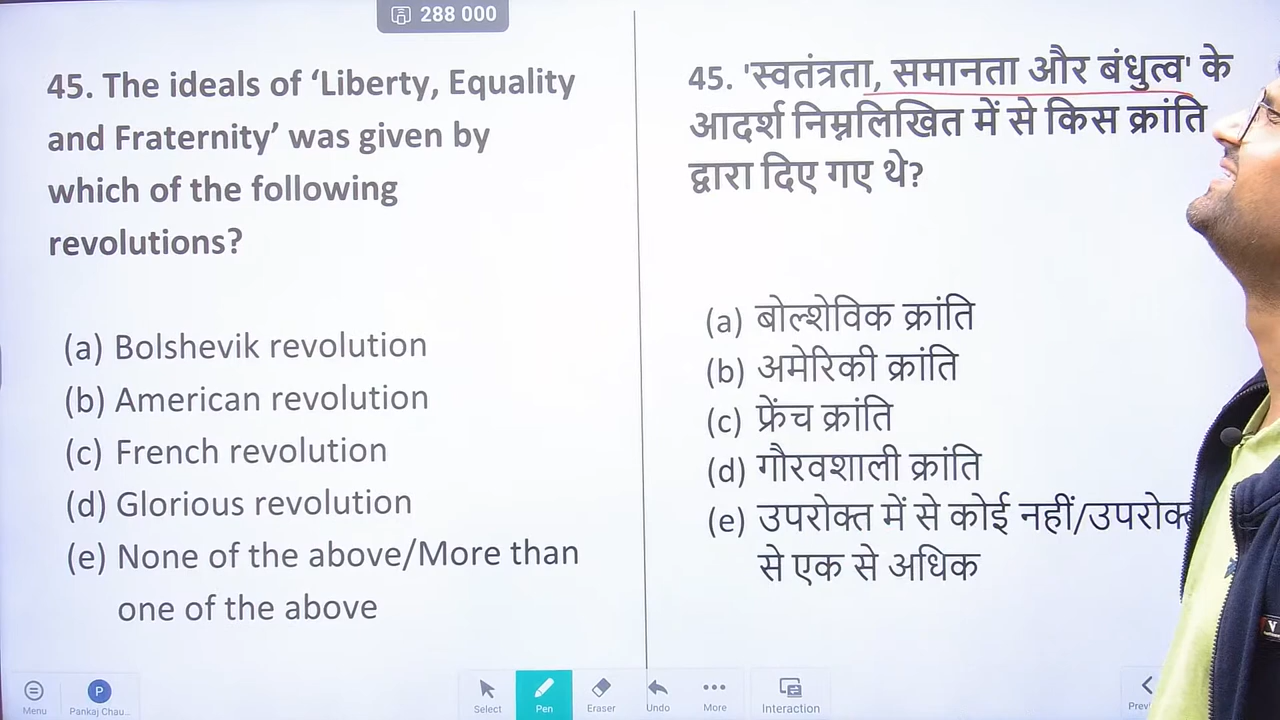 288 000
45. The ideals of ‘Liberty, Equality
and Fraternity’ was given by
which of the following
revolutions?
(a) Bolshevik revolution
(b) American revolution
(c) French revolution
(d) Glorious revolution
(e) None of the above/More than
one of the above
45. 'स्वतंत्रता, समानता और बंधुत्व' के
आदर्श निम्नलिखित में से किस क्रांति
द्वारा दिए गए थे?
(a) बोल्शेविक क्रांति
(b) अमेरिकी क्रांति
(c) फ्रेंच क्रांति
(d) गौरवशाली क्रांति
(e) उपरोक्त में से कोई नहीं/
से एक से अधिक
Menu
P
Pankaj Chau...
Select
Pen
Eraser
Undo
More
Interaction
V